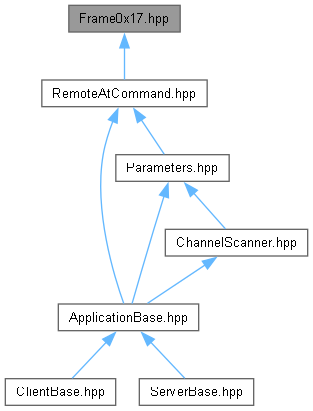 Frame0x17.hpp
RemoteAtCommand.hpp
Parameters.hpp
ChannelScanner.hpp
ApplicationBase.hpp
ClientBase.hpp
ServerBase.hpp